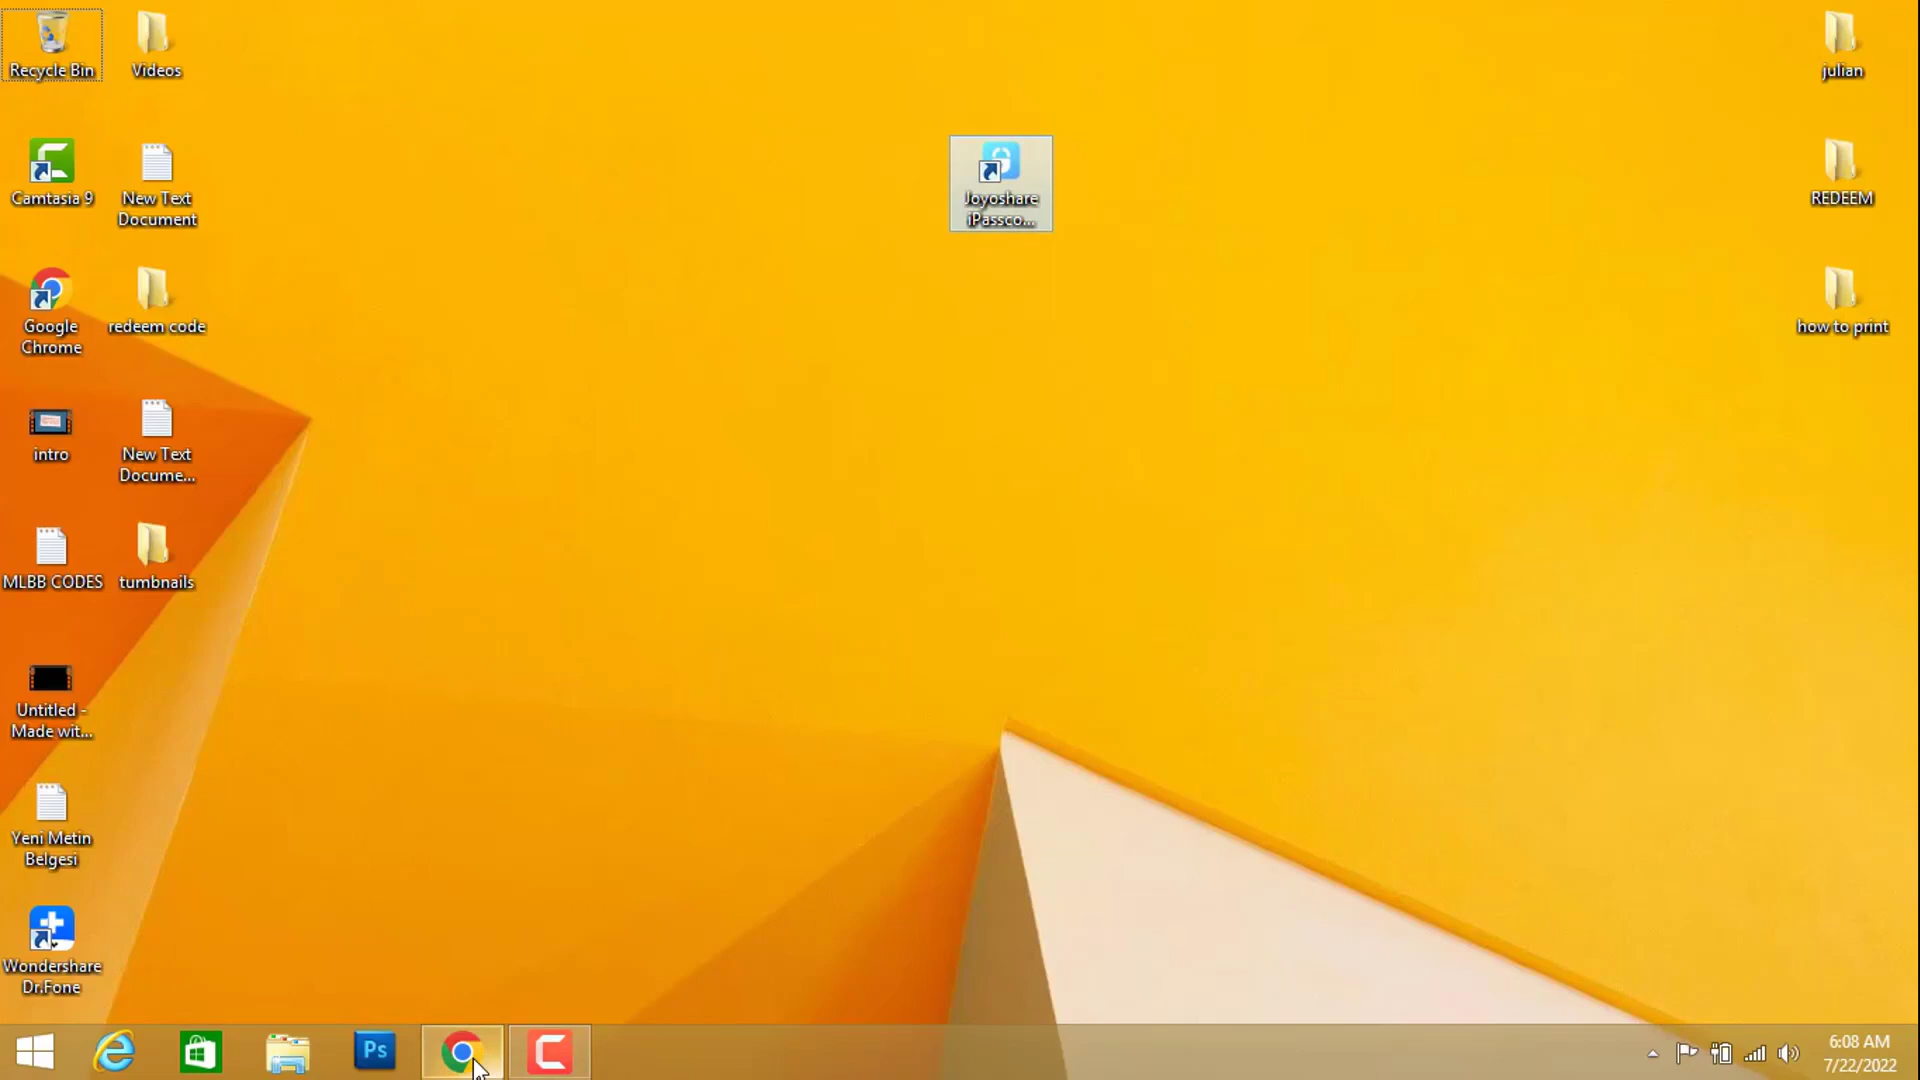 Recycle Bin
Videos
julian
Camtasia 9
New Text
Document
Joyoshare
iPassco...
REDEEM
Google
Chrome
redeem code
how to print
intro
New Text
Docume...
MLBB CODES
tumbnails
Untitled -
Made wit...
Yeni Metin
Belgesi
Wondershare
Dr.Fone
Ps
6:08 AM
7/22/2022